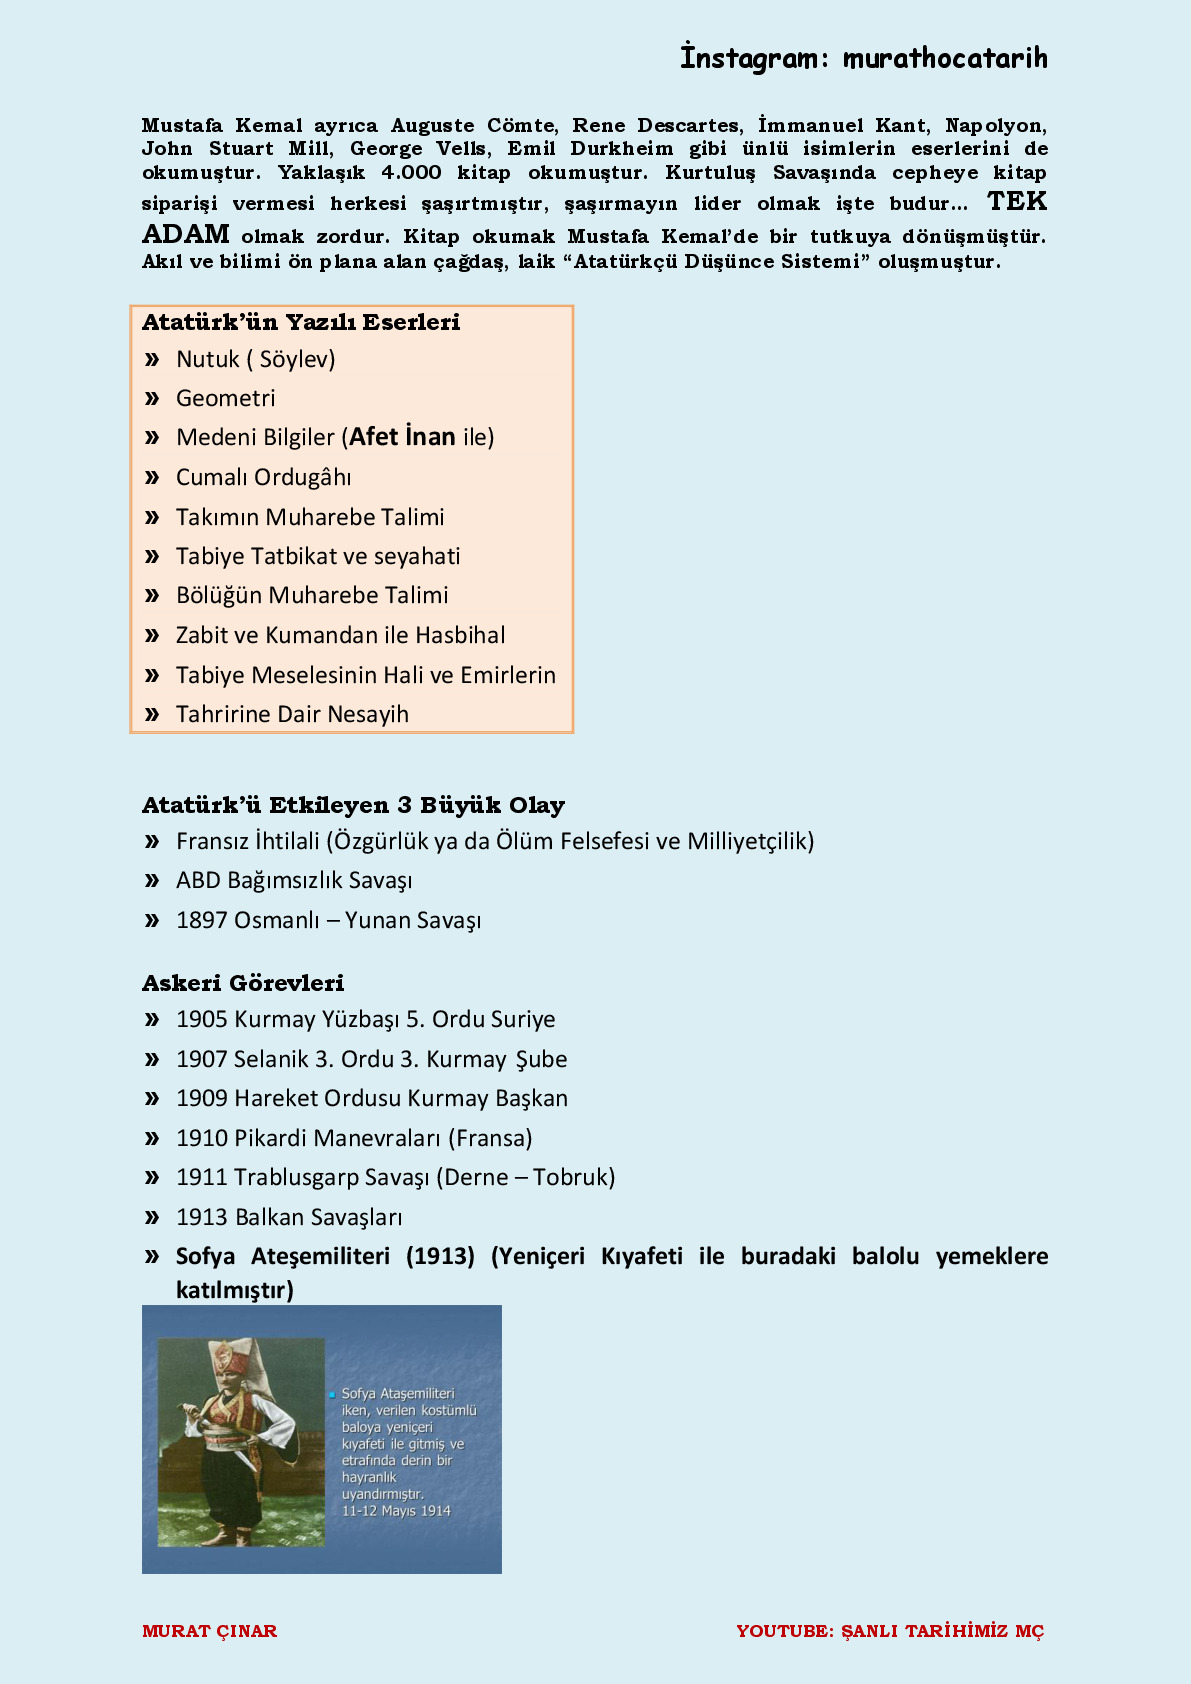 İnstagram: murathocatarih
Mustafa Kemal ayrıca Auguste Cömte, Rene Descartes, İmmanuel Kant, Napolyon,
John Stuart Mill, George Vells, Emil Durkheim gibi ünlü isimlerin eserlerini de
okumuştur. Yaklaşık 4.000 kitap okumuştur. Kurtuluş Savaşında cepheye kitap
siparişi vermesi herkesi şaşırtmıştır, şaşırmayın lider olmak işte budur... TEK
ADAM olmak zordur. Kitap okumak Mustafa Kemal’de bir tutkuya dönüşmüştür.
Akıl ve bilimi ön plana alan çağdaş, laik “Atatürkçü Düşünce Sistemi” oluşmuştur.
Atatürk’ün Yazılı Eserleri
» Nutuk ( Söylev)
» Geometri
» Medeni Bilgiler (Afet İnan ile)
» Cumalı Ordugâhı
» Takımın Muharebe Talimi
» Tabiye Tatbikat ve seyahati
» Bölüğün Muharebe Talimi
» Zabit ve Kumandan ile Hasbihal
» Tabiye Meselesinin Hali ve Emirlerin
» Tahririne Dair Nesayih
Atatürk’ü Etkileyen 3 Büyük Olay
» Fransız İhtilali (Özgürlük ya da Ölüm Felsefesi ve Milliyetçilik)
» ABD Bağımsızlık Savaşı
» 1897 Osmanlı – Yunan Savaşı
Askeri Görevleri
» 1905 Kurmay Yüzbaşı 5. Ordu Suriye
» 1907 Selanik 3. Ordu 3. Kurmay Şube
» 1909 Hareket Ordusu Kurmay Başkan
» 1910 Pikardi Manevraları (Fransa)
» 1911 Trablusgarp Savaşı (Derne – Tobruk)
» 1913 Balkan Savaşları
» Sofya Ateşemiliteri (1913) (Yeniçeri Kıyafeti ile buradaki balolu yemeklere
katılmıştır)
Sofya Ataşemiliteri
iken, verilen kostümlü
baloya yeniçeri
kıyafeti ile gitmiş ve
etrafında derin bir
hayranlık
uyandırmıştır.
11-12 Mayıs 1914
MURAT ÇINAR
YOUTUBE: ŞANLI TARİHİMİZ MÇ